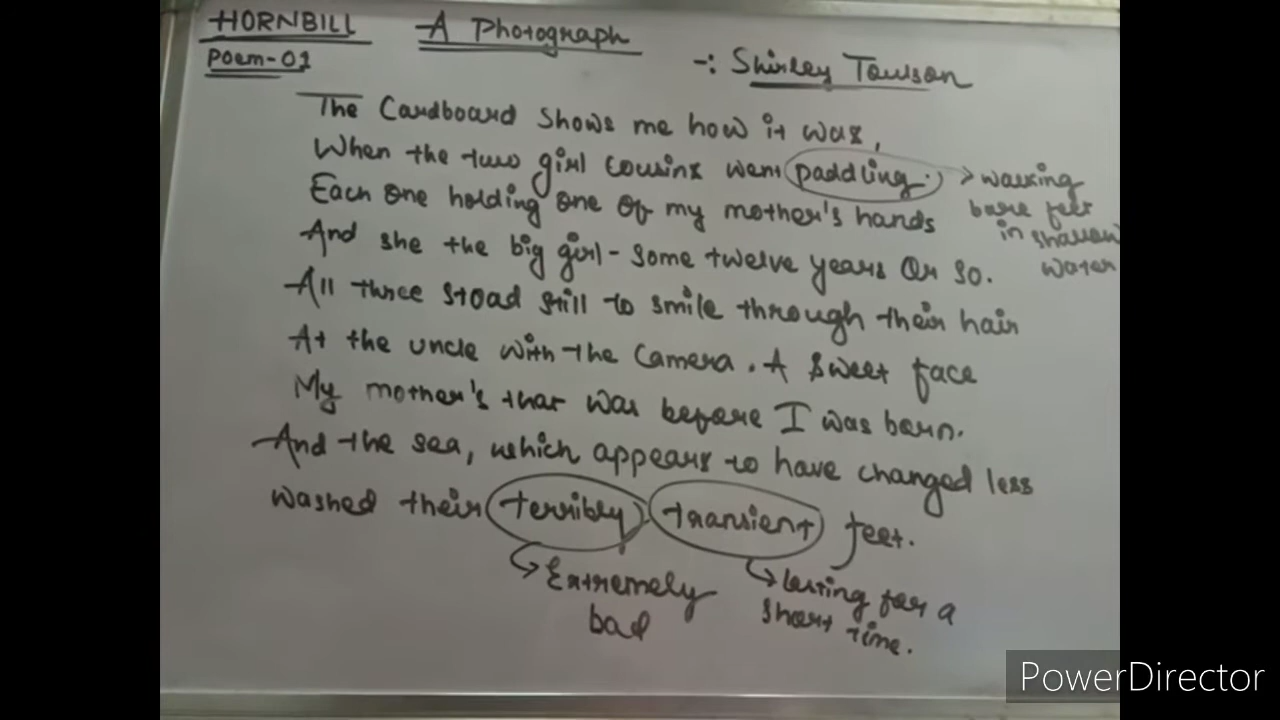 HORNBILL A Photograph
Poem-01
-: Shirley Towlson
The Cardboard shows me how it was,
When the two girl cousins went paddling.
Each one holding one of my mother's hands
And she the big girl - some twelve years Or so.
All three stood still to smile through their hair
At the uncle with the camera. A sweet face
My mother's that was before I was born.
And the sea, which appears to have changed less
washed their terribly transient feet.
walking
bare feet
in shallow
water
Extremely
bad
lasting for a
short time.
PowerDirector